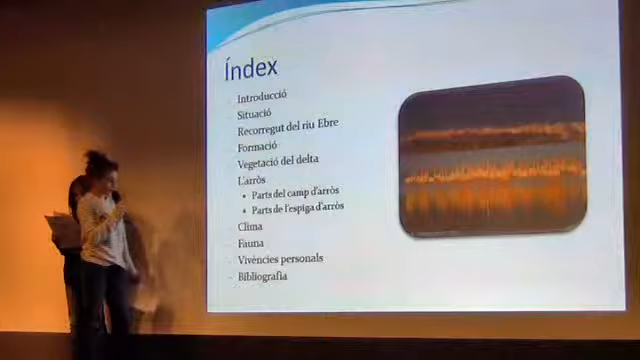 Índex
Introducció
Situació
Recorregut del riu Ebre
Formació
Vegetació del delta
L'arròs
Parts del camp d'arròs
Parts de l'espiga d'arròs
Clima
Fauna
Vivències personals
Bibliografia